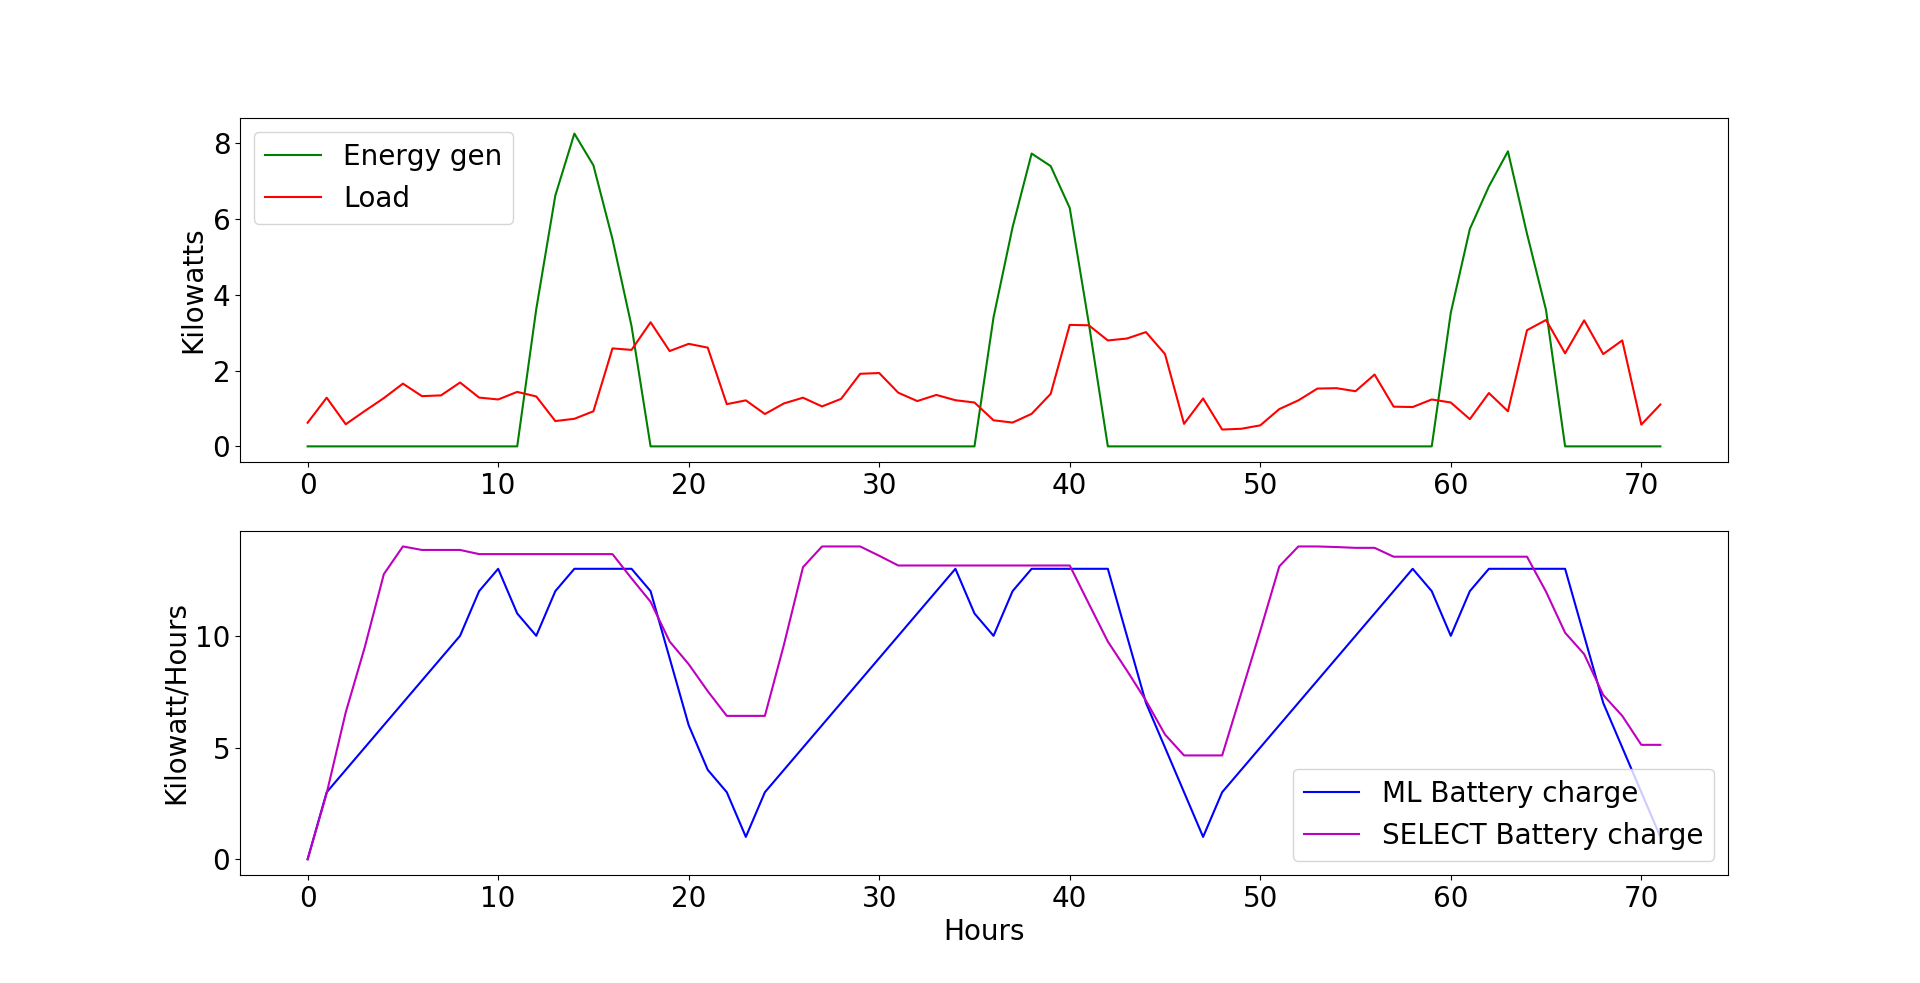 Energy gen
Load
Kilowatts
8
6
4
2
0
0 10 20 30 40 50 60 70
Kilowatt/Hours
10
5
0
ML Battery charge
SELECT Battery charge
0 10 20 30 40 50 60 70
Hours